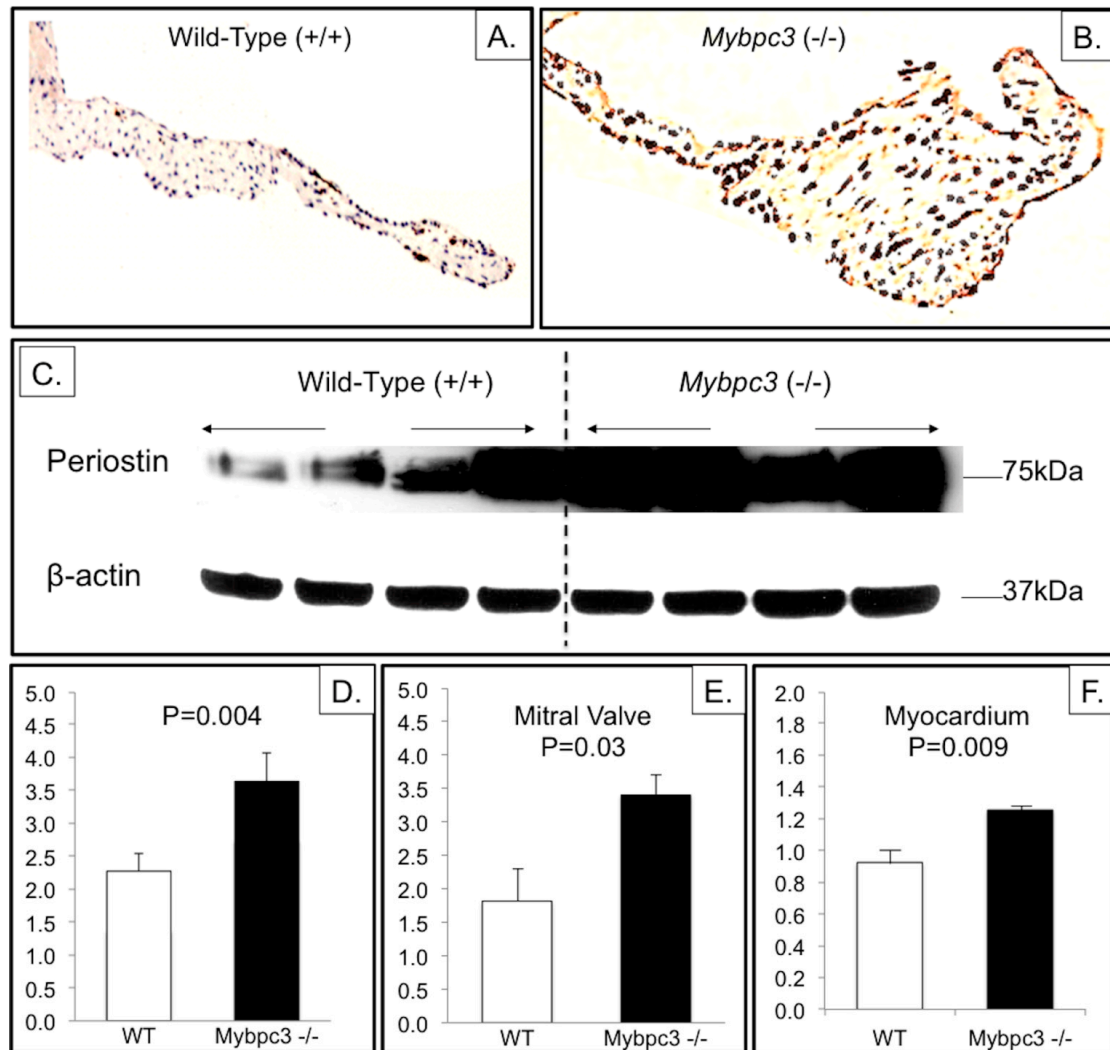 Wild-Type (+/+)
A.
Mybpc3 (-/-)
B.
C.
Wild-Type (+/+)
Mybpc3 (-/-)
Periostin
75kDa
β-actin
37kDa
D.
P=0.004
5.0
4.5
4.0
3.5
3.0
2.5
2.0
1.5
1.0
0.5
0.0
WT
Mybpc3 -/-
E.
Mitral Valve
P=0.03
5.0
4.5
4.0
3.5
3.0
2.5
2.0
1.5
1.0
0.5
0.0
WT
Mybpc3 -/-
F.
Myocardium
P=0.009
2.0
1.8
1.6
1.4
1.2
1.0
0.8
0.6
0.4
0.2
0.0
WT
Mybpc3 -/-